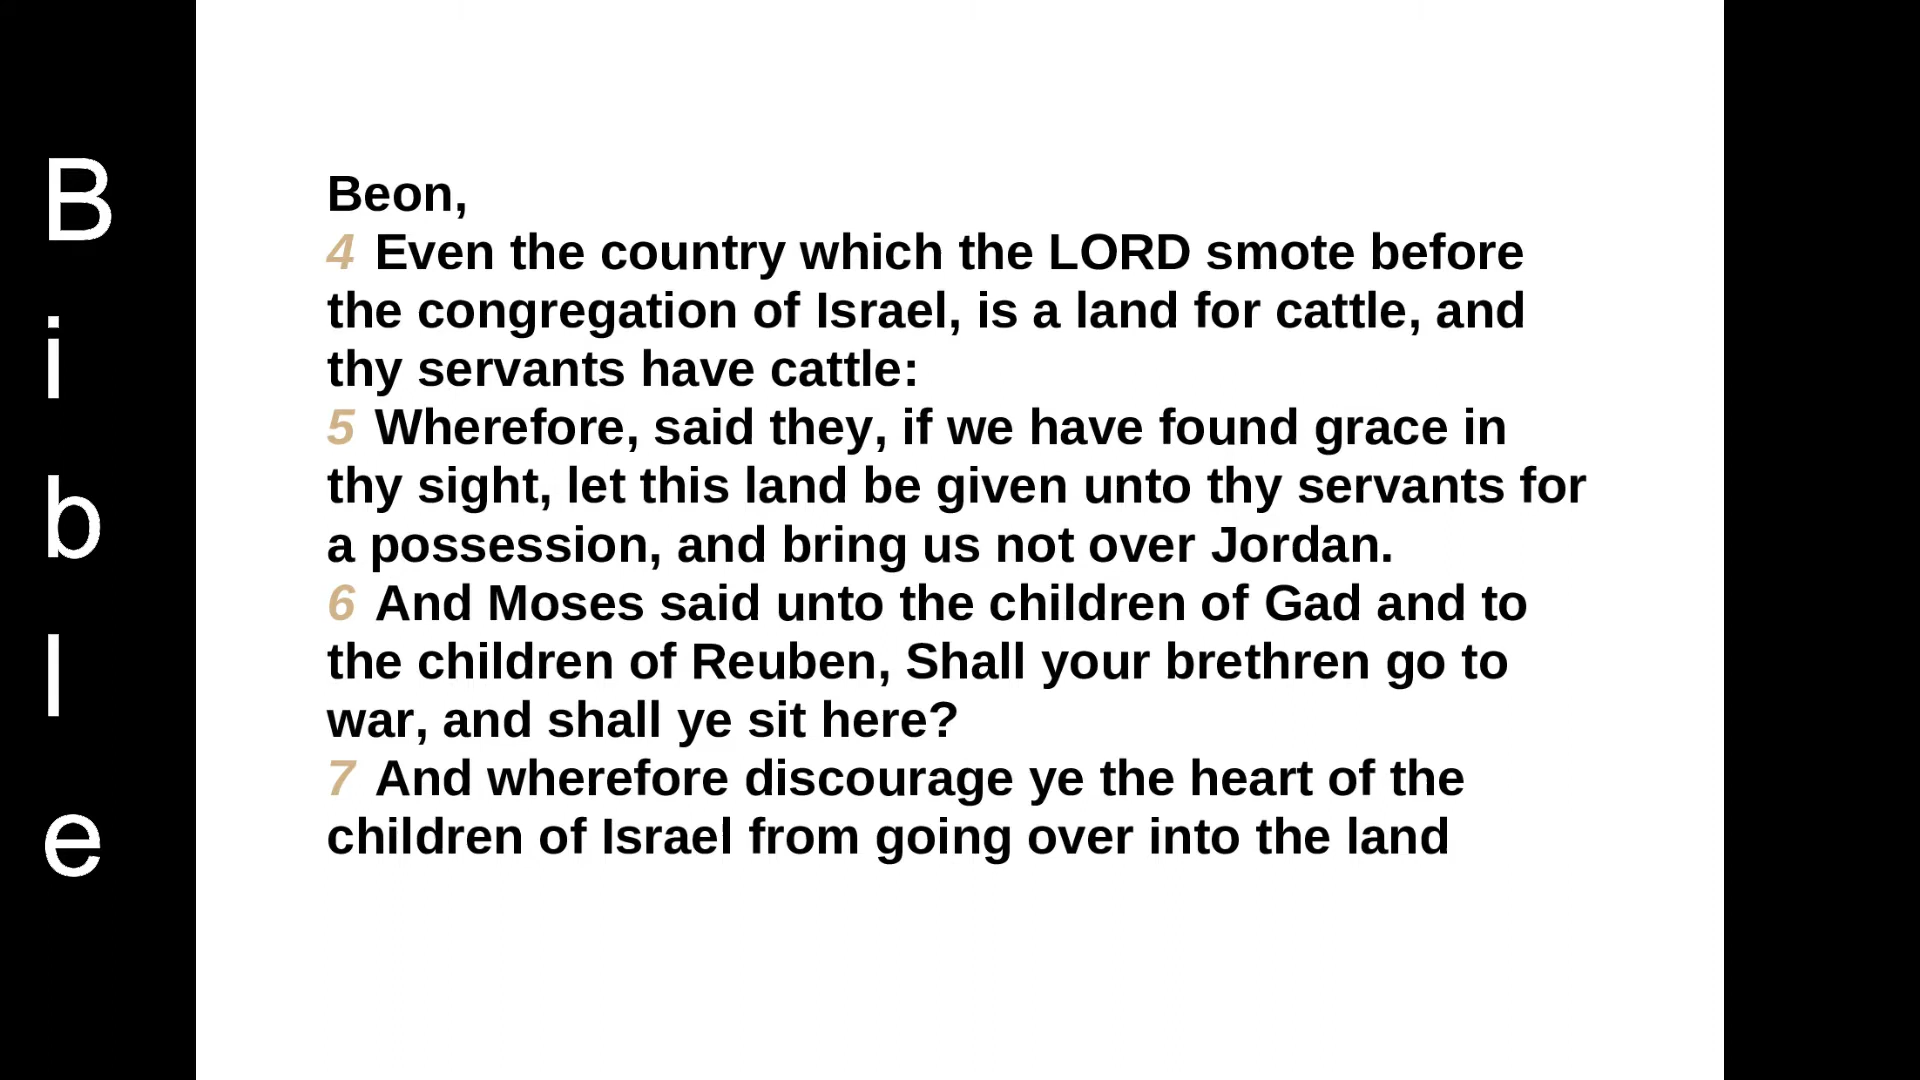 Bible
Beon,
4 Even the country which the LORD smote before
the congregation of Israel, is a land for cattle, and
thy servants have cattle:
5 Wherefore, said they, if we have found grace in
thy sight, let this land be given unto thy servants for
a possession, and bring us not over Jordan.
6 And Moses said unto the children of Gad and to
the children of Reuben, Shall your brethren go to
war, and shall ye sit here?
7 And wherefore discourage ye the heart of the
children of Israel from going over into the land